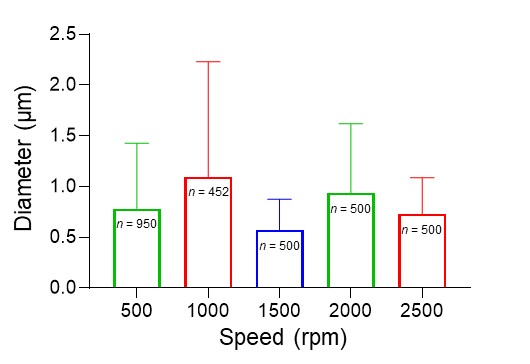 Diameter (µm)
2.5
2.0
1.5
1.0
0.5
0.0
n = 950
n = 452
n = 500
n = 500
n = 500
500 1000 1500 2000 2500
Speed (rpm)